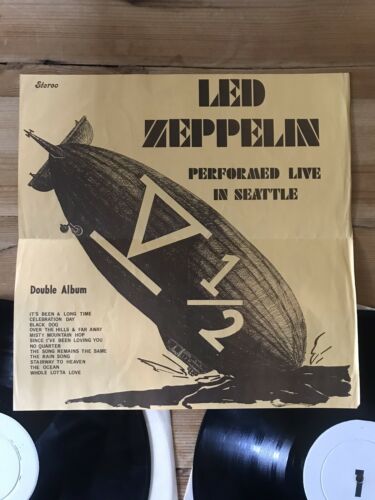 Stereo
LED
ZEPPELIN
PERFORMED LIVE
IN SEATTLE
V 1/2
Double Album
IT'S BEEN A LONG TIME
CELEBRATION DAY
BLACK DOG
OVER THE HILLS & FAR AWAY
MISTY MOUNTAIN HOP
SINCE I'VE BEEN LOVING YOU
NO QUARTER
THE SONG REMAINS THE SAME
THE RAIN SONG
STAIRWAY TO HEAVEN
THE OCEAN
WHOLE LOTTA LOVE